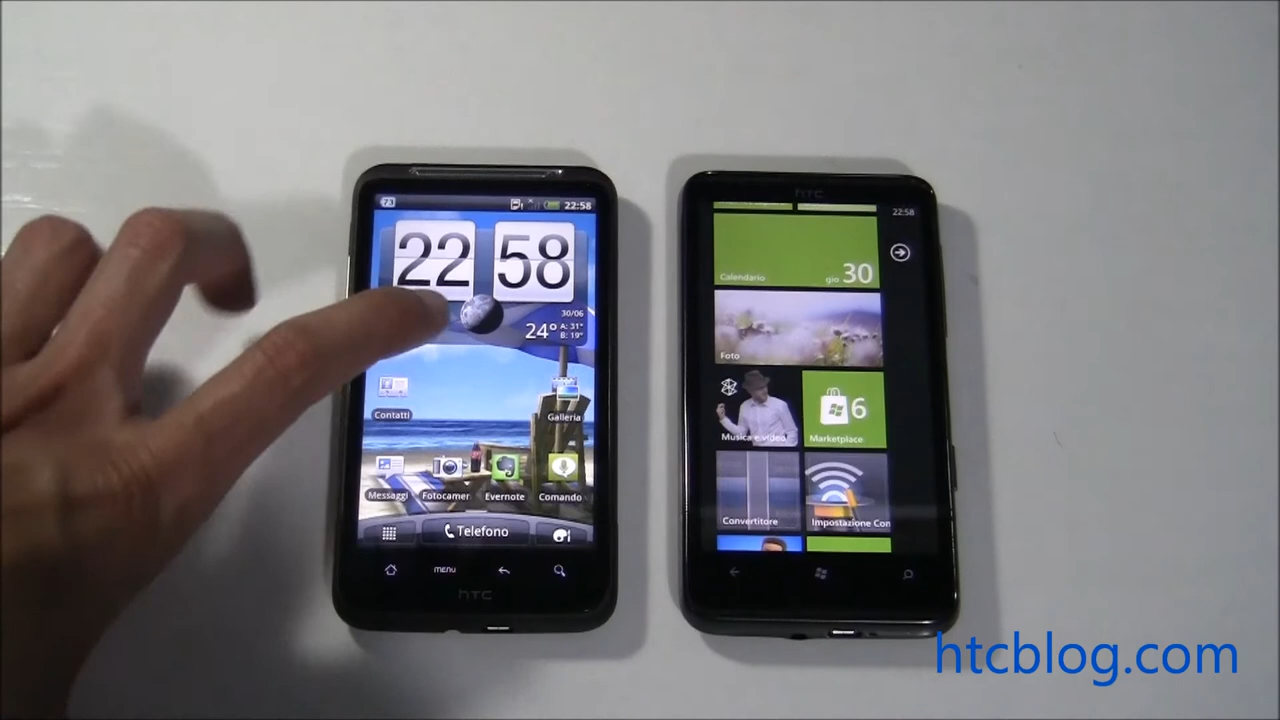 22:58
22 58
30/06
24° A: 31°
B: 19°
Contatti
Galleria
Messaggi
Fotocamer
Evernote
Comando
Telefono
MENU
hTC
hTC
22:58
Calendario
gio 30
Foto
Musica e video
6
Marketplace
Convertitore
Impostazione Con
htcblog.com